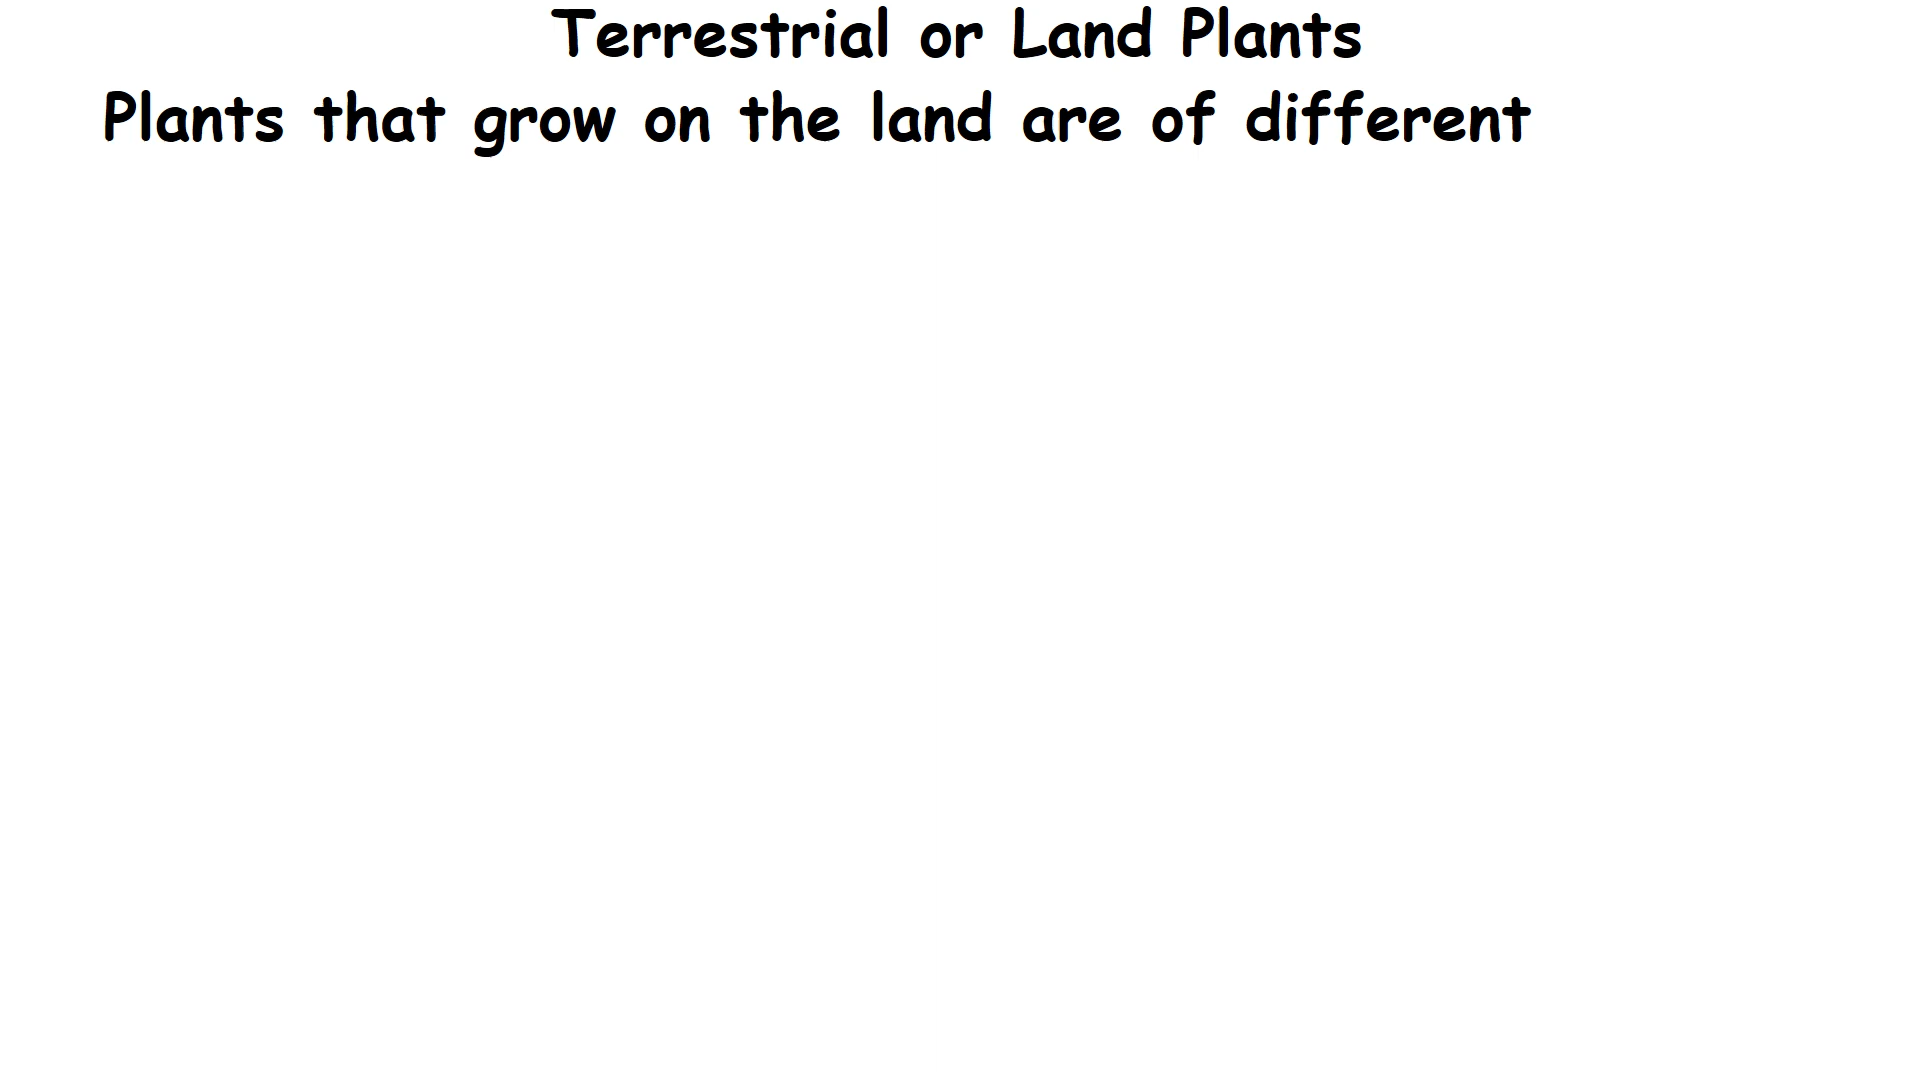 Terrestrial or Land Plants
Plants that grow on the land are of different